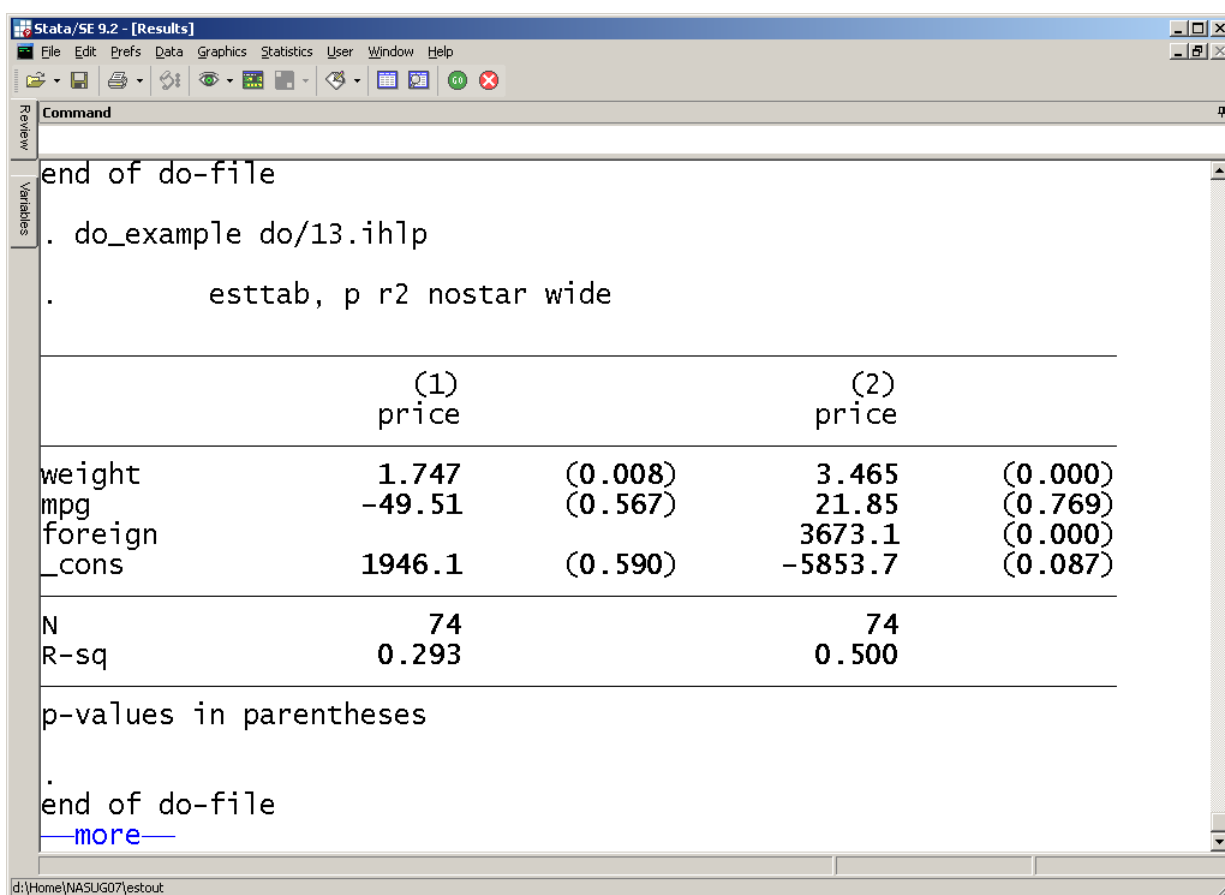 Stata/SE 9.2 - [Results]
File Edit Prefs Data Graphics Statistics User Window Help
Review
Command
Variables
end of do-file
. do_example do/13.ihlp
. esttab, p r2 nostar wide
(1) (2)
price price
weight 1.747 (0.008) 3.465 (0.000)
mpg -49.51 (0.567) 21.85 (0.769)
foreign 3673.1 (0.000)
_cons 1946.1 (0.590) -5853.7 (0.087)
N 74 74
R-sq 0.293 0.500
p-values in parentheses
.
end of do-file
—more—
d:\Home\NASUG07\estout